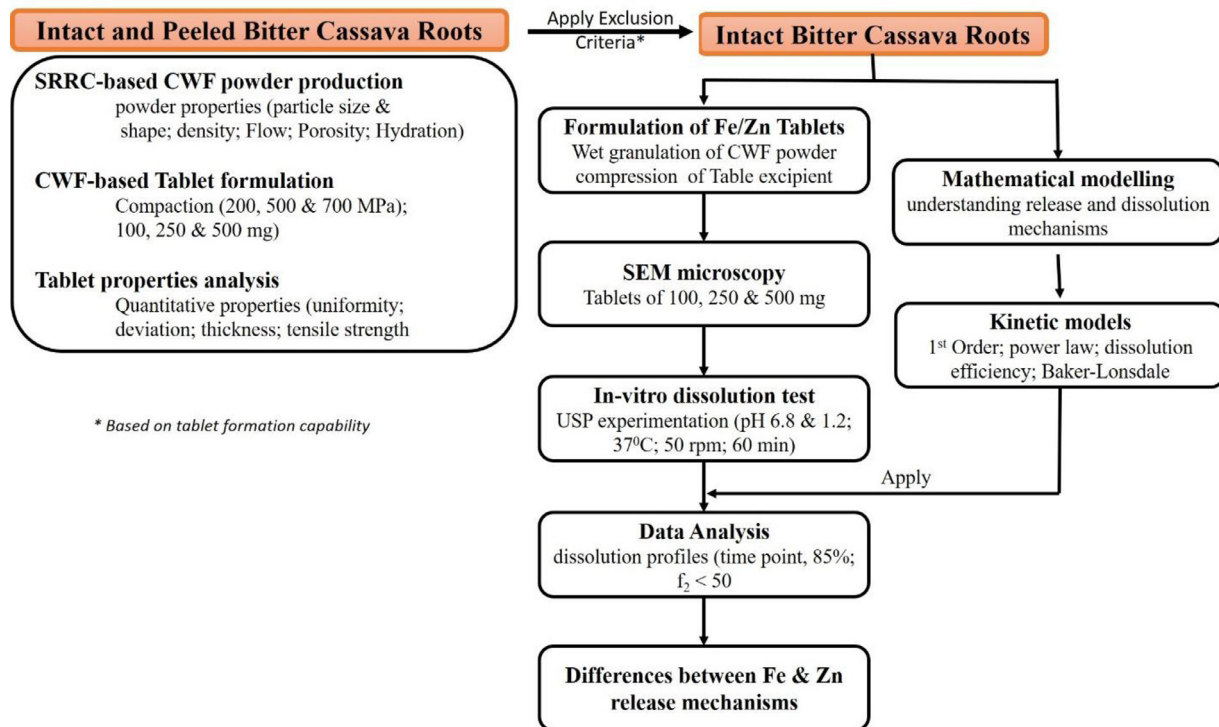 Intact and Peeled Bitter Cassava Roots
SRRC-based CWF powder production
powder properties (particle size &
shape; density; Flow; Porosity; Hydration)
CWF-based Tablet formulation
Compaction (200, 500 & 700 MPa);
100, 250 & 500 mg)
Tablet properties analysis
Quantitative properties (uniformity;
deviation; thickness; tensile strength
* Based on tablet formation capability
Apply Exclusion
Criteria*
Intact Bitter Cassava Roots
Formulation of Fe/Zn Tablets
Wet granulation of CWF powder
compression of Table excipient
SEM microscopy
Tablets of 100, 250 & 500 mg
In-vitro dissolution test
USP experimentation (pH 6.8 & 1.2;
37⁰C; 50 rpm; 60 min)
Mathematical modelling
understanding release and dissolution
mechanisms
Kinetic models
1st Order; power law; dissolution
efficiency; Baker-Lonsdale
Apply
Data Analysis
dissolution profiles (time point, 85%;
f₂ < 50
Differences between Fe & Zn
release mechanisms